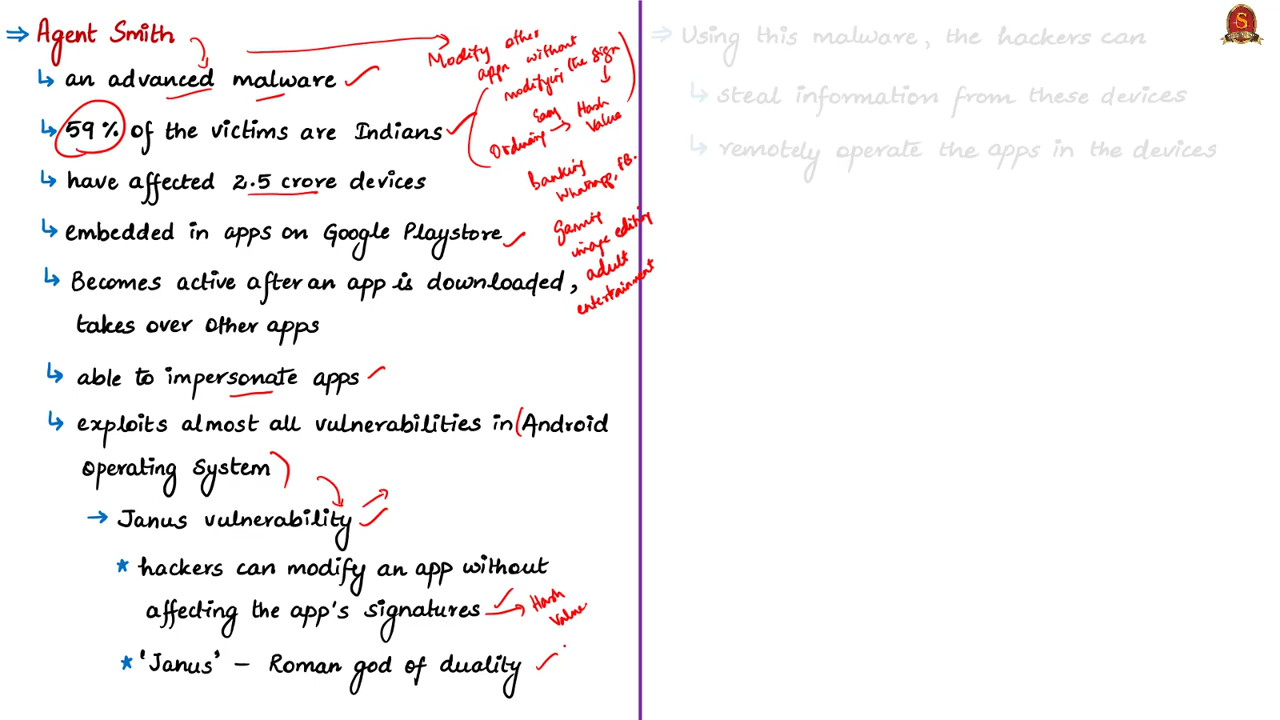 ⇒ Agent Smith
↳ an advanced malware ✓
↳ 59% of the victims are Indians
↳ have affected 2.5 crore devices
↳ embedded in apps on Google Playstore
↳ Becomes active after an app is downloaded,
takes over other apps
↳ able to impersonate apps
↳ exploits almost all vulnerabilities in (Android
Operating System)
→ Janus vulnerability
* hackers can modify an app without
affecting the app's signatures → Hash
Value
* 'Janus' – Roman god of duality
Modify other
apps without
modifying the sign
Easy
Ordinary → Hash
Value
Banking
Whatsapp, FB.
Gaming
image editing
adult
entertainment
⇒ Using this malware, the hackers can
↳ steal information from these devices
↳ remotely operate the apps in the devices
S